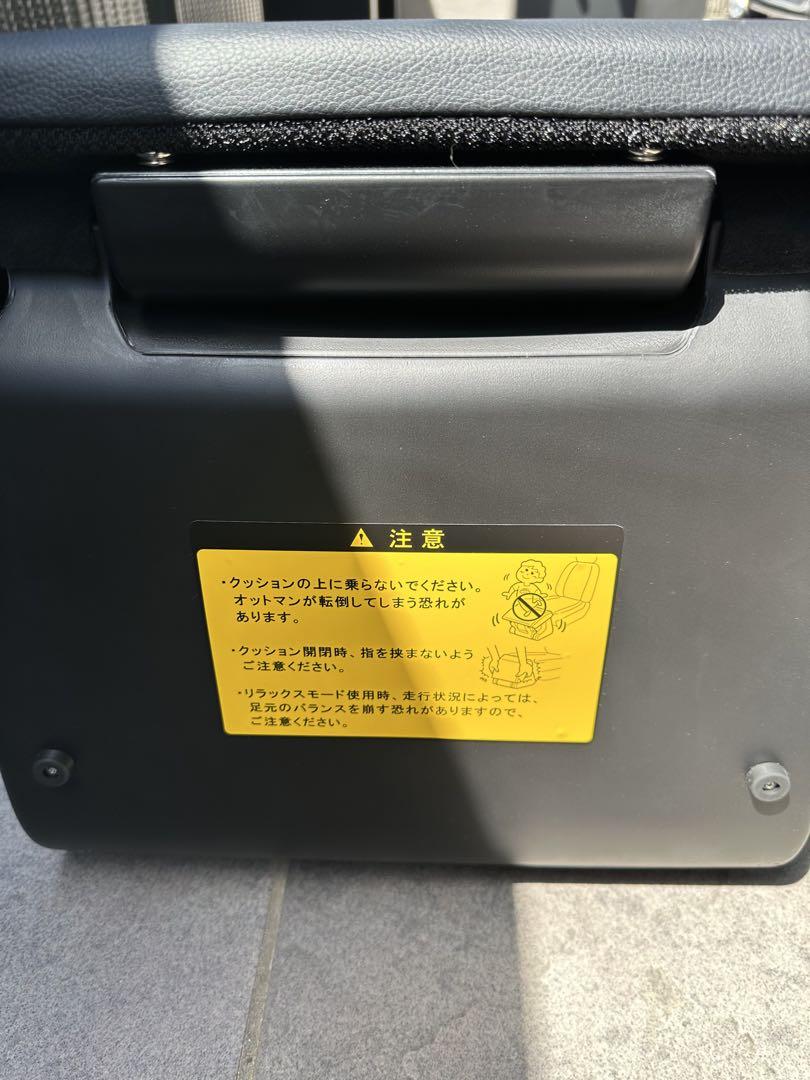 注意
・クッションの上に乗らないでください。
オットマンが転倒してしまう恐れが
あります。
・クッション開閉時、指を挟まないよう
ご注意ください。
・リラックスモード使用時、走行状況によっては、
足元のバランスを崩す恐れがありますので、
ご注意ください。